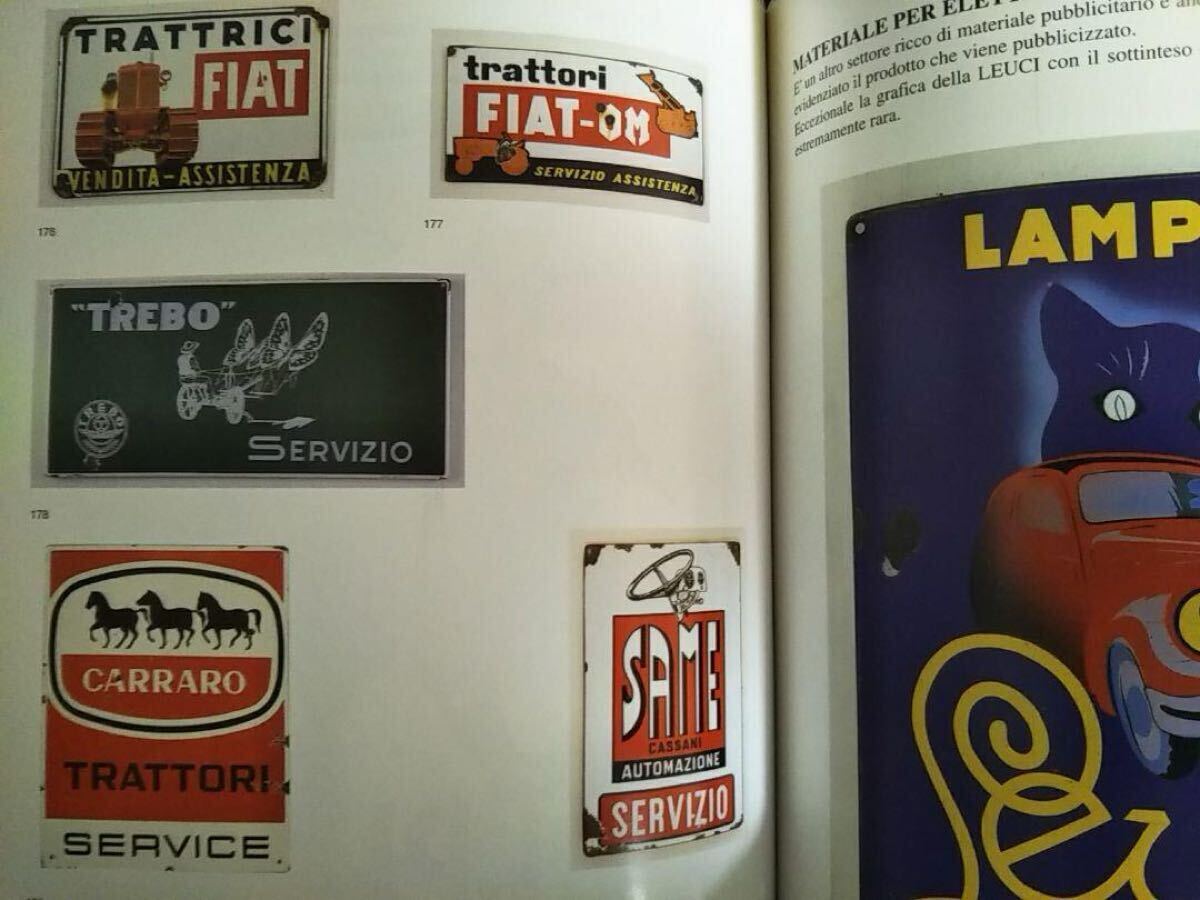 TRATTRICI
FIAT
VENDITA-ASSISTENZA
176
trattori
FIAT-OM
SERVIZIO ASSISTENZA
177
"TREBO"
TREBO
SERVIZIO
178
CARRARO
TRATTORI
SERVICE
SAME
CASSANI
AUTOMAZIONE
SERVIZIO
MATERIALE PER
E' un altro settore ricco di materiale pubblicitario e
evidenziato il prodotto che viene pubblicizzato.
Eccezionale la grafica della LEUCI con il sottinteso
estremamente rara.
LAMP